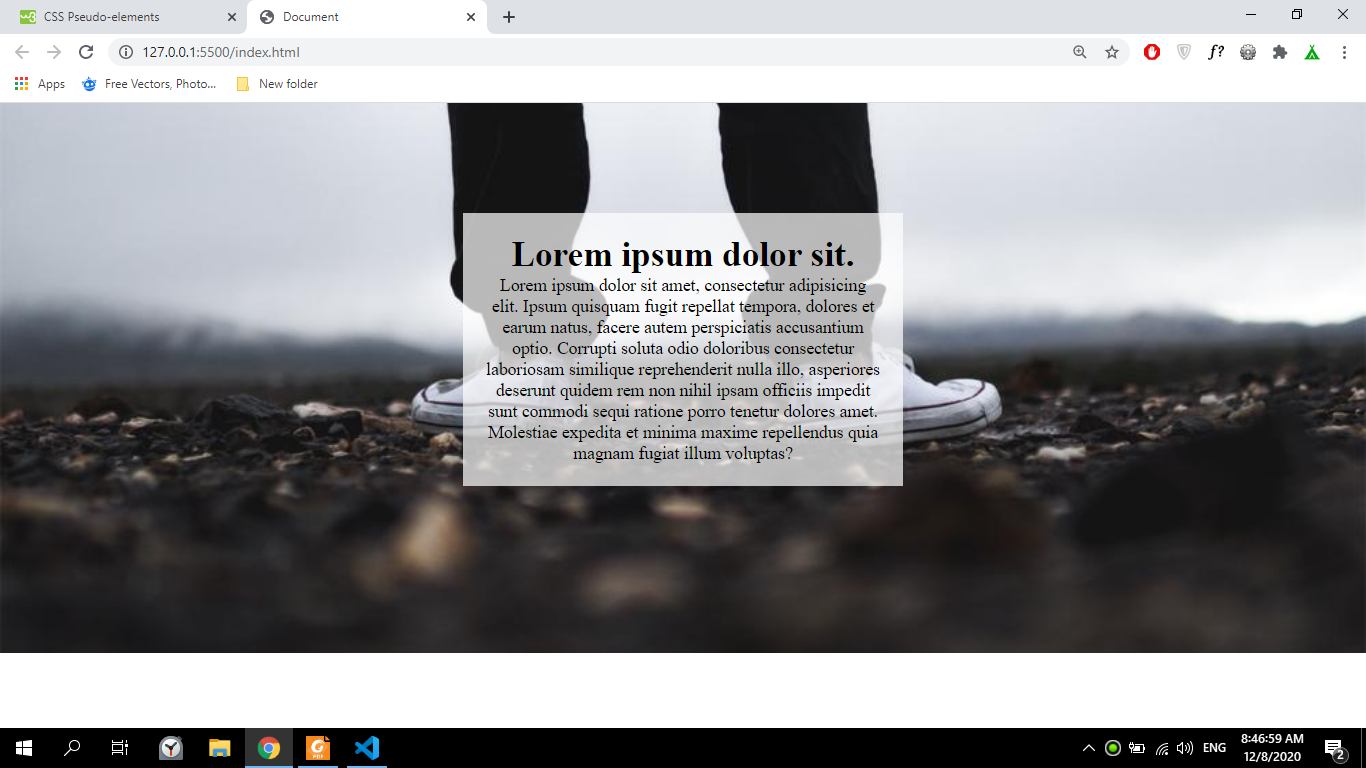 CSS Pseudo-elements
Document
127.0.0.1:5500/index.html
f?
Apps
Free Vectors, Photo...
New folder
Lorem ipsum dolor sit.
Lorem ipsum dolor sit amet, consectetur adipisicing
elit. Ipsum quisquam fugit repellat tempora, dolores et
earum natus, facere autem perspiciatis accusantium
optio. Corrupti soluta odio doloribus consectetur
laboriosam similique reprehenderit nulla illo, asperiores
deserunt quidem rem non nihil ipsam officiis impedit
sunt commodi sequi ratione porro tenetur dolores amet.
Molestiae expedita et minima maxime repellendus quia
magnam fugiat illum voluptas?
PDF
ENG
8:46:59 AM
12/8/2020
2